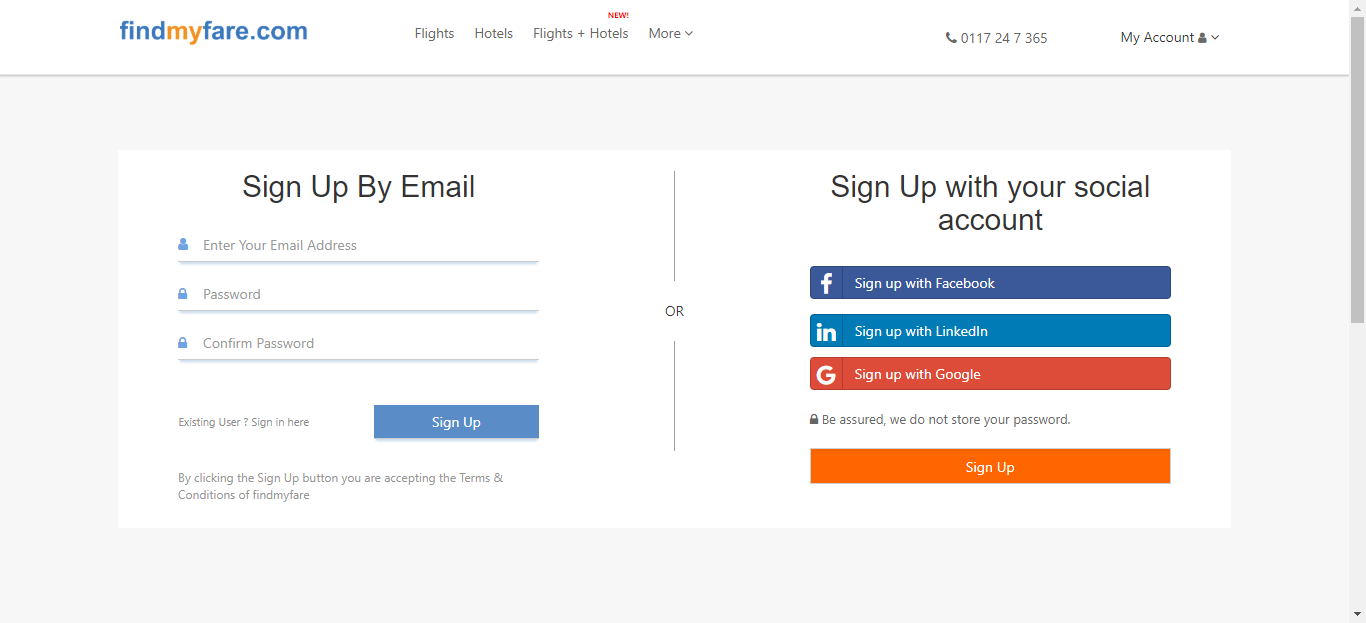 findmyfare.com
Flights
Hotels
NEW!
Flights + Hotels
More
0117 24 7 365
My Account
Sign Up By Email
Enter Your Email Address
Password
Confirm Password
Existing User ? Sign in here
Sign Up
By clicking the Sign Up button you are accepting the Terms &
Conditions of findmyfare
OR
Sign Up with your social
account
Sign up with Facebook
Sign up with LinkedIn
Sign up with Google
Be assured, we do not store your password.
Sign Up